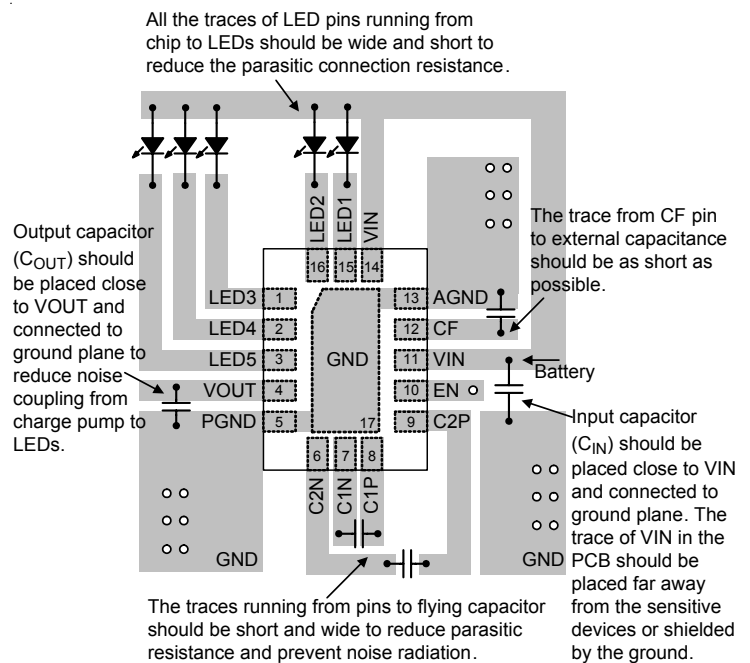 All the traces of LED pins running from
chip to LEDs should be wide and short to
reduce the parasitic connection resistance.
LED2
LED1
VIN
16
15
14
Output capacitor
(COUT) should
be placed close
to VOUT and
connected to
ground plane to
reduce noise
coupling from
charge pump to
LEDs.
The trace from CF pin
to external capacitance
should be as short as
possible.
LED3 1
LED4 2
LED5 3
VOUT 4
PGND 5
GND
17
13 AGND
12 CF
11 VIN
10 EN
9 C2P
Battery
6
7
8
C2N
C1N
C1P
Input capacitor
(CIN) should be
placed close to VIN
and connected to
ground plane. The
trace of VIN in the
PCB should be
placed far away
from the sensitive
devices or shielded
by the ground.
GND
GND
The traces running from pins to flying capacitor
should be short and wide to reduce parasitic
resistance and prevent noise radiation.